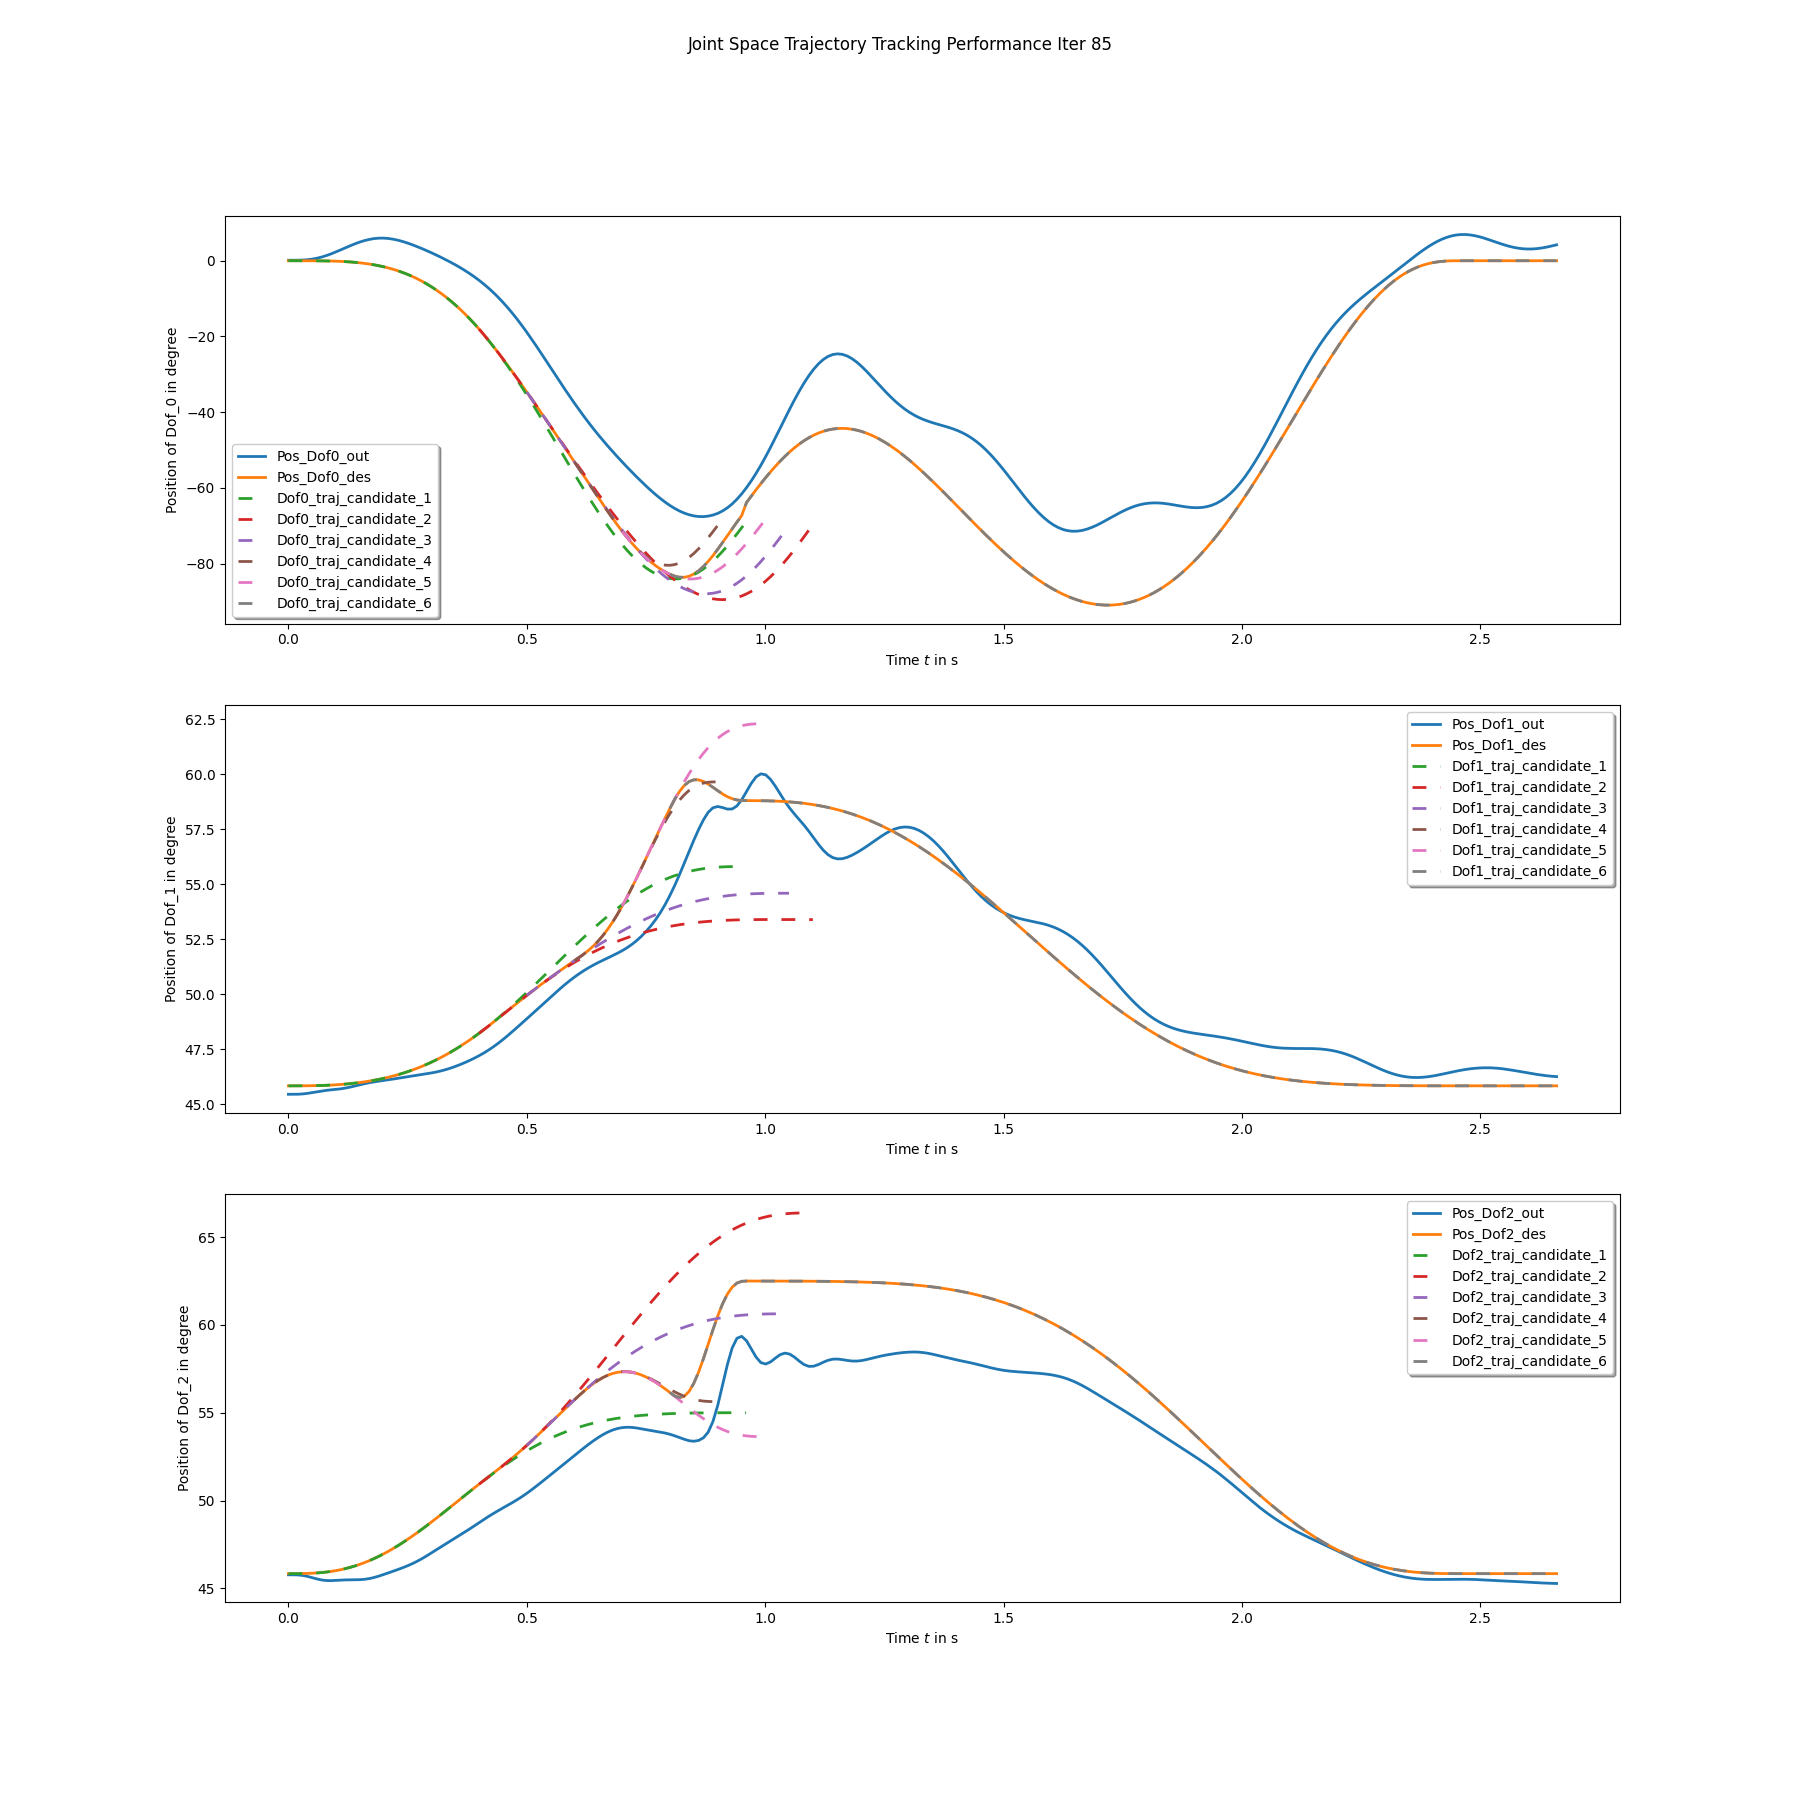 Joint Space Trajectory Tracking Performance Iter 85
Position of Dof_0 in degree
0
−20
−40
−60
−80
Pos_Dof0_out
Pos_Dof0_des
Dof0_traj_candidate_1
Dof0_traj_candidate_2
Dof0_traj_candidate_3
Dof0_traj_candidate_4
Dof0_traj_candidate_5
Dof0_traj_candidate_6
0.0 0.5 1.0 1.5 2.0 2.5
Time t in s
Position of Dof_1 in degree
62.5
60.0
57.5
55.0
52.5
50.0
47.5
45.0
Pos_Dof1_out
Pos_Dof1_des
Dof1_traj_candidate_1
Dof1_traj_candidate_2
Dof1_traj_candidate_3
Dof1_traj_candidate_4
Dof1_traj_candidate_5
Dof1_traj_candidate_6
0.0 0.5 1.0 1.5 2.0 2.5
Time t in s
Position of Dof_2 in degree
65
60
55
50
45
Pos_Dof2_out
Pos_Dof2_des
Dof2_traj_candidate_1
Dof2_traj_candidate_2
Dof2_traj_candidate_3
Dof2_traj_candidate_4
Dof2_traj_candidate_5
Dof2_traj_candidate_6
0.0 0.5 1.0 1.5 2.0 2.5
Time t in s